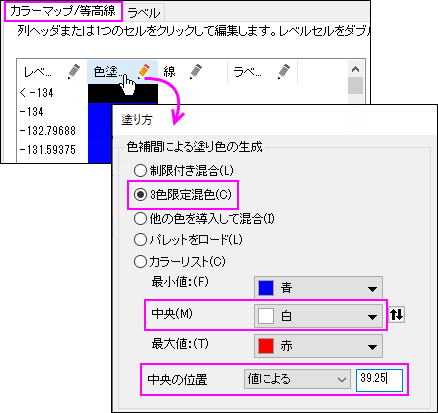 カラーマップ/等高線 ラベル
列ヘッダまたは1つのセルをクリックして編集します。レベルセルをダブ
レベ... 色塗... 線 ラベ...
< -134
-134
-132.79688
-131.59375
塗り方
色補間による塗り色の生成
制限付き混合(L)
3色限定混色(C)
他の色を導入して混合(I)
パレットをロード(L)
カラーリスト(C)
最小値:(F) 青
中央(M) 白
最大値:(T) 赤
中央の位置 値による 39.25